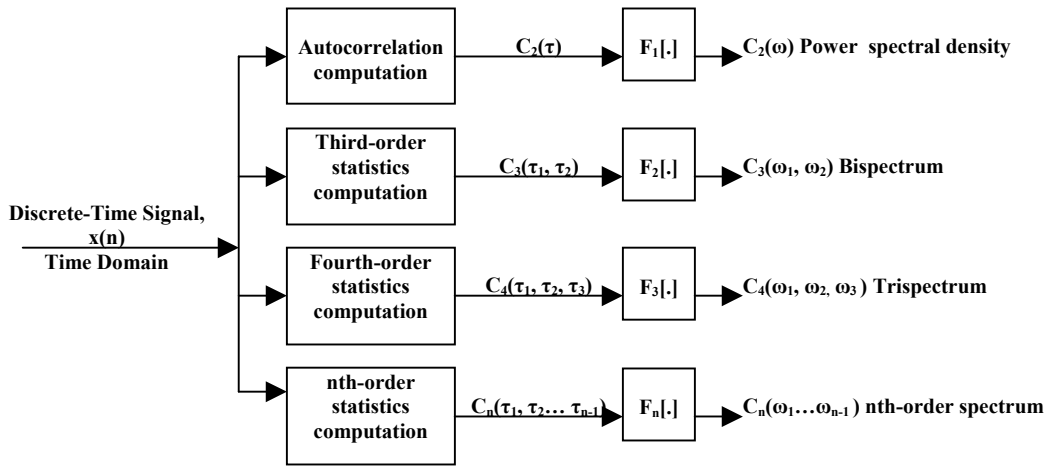 Autocorrelation
computation
C₂(τ)
F₁[.]
C₂(ω) Power spectral density
Third-order
statistics
computation
C₃(τ₁, τ₂)
F₂[.]
C₃(ω₁, ω₂) Bispectrum
Discrete-Time Signal,
x(n)
Time Domain
Fourth-order
statistics
computation
C₄(τ₁, τ₂, τ₃)
F₃[.]
C₄(ω₁, ω₂, ω₃ ) Trispectrum
nth-order
statistics
computation
Cₙ(τ₁, τ₂… τₙ₋₁)
Fₙ[.]
Cₙ(ω₁…ωₙ₋₁ ) nth-order spectrum